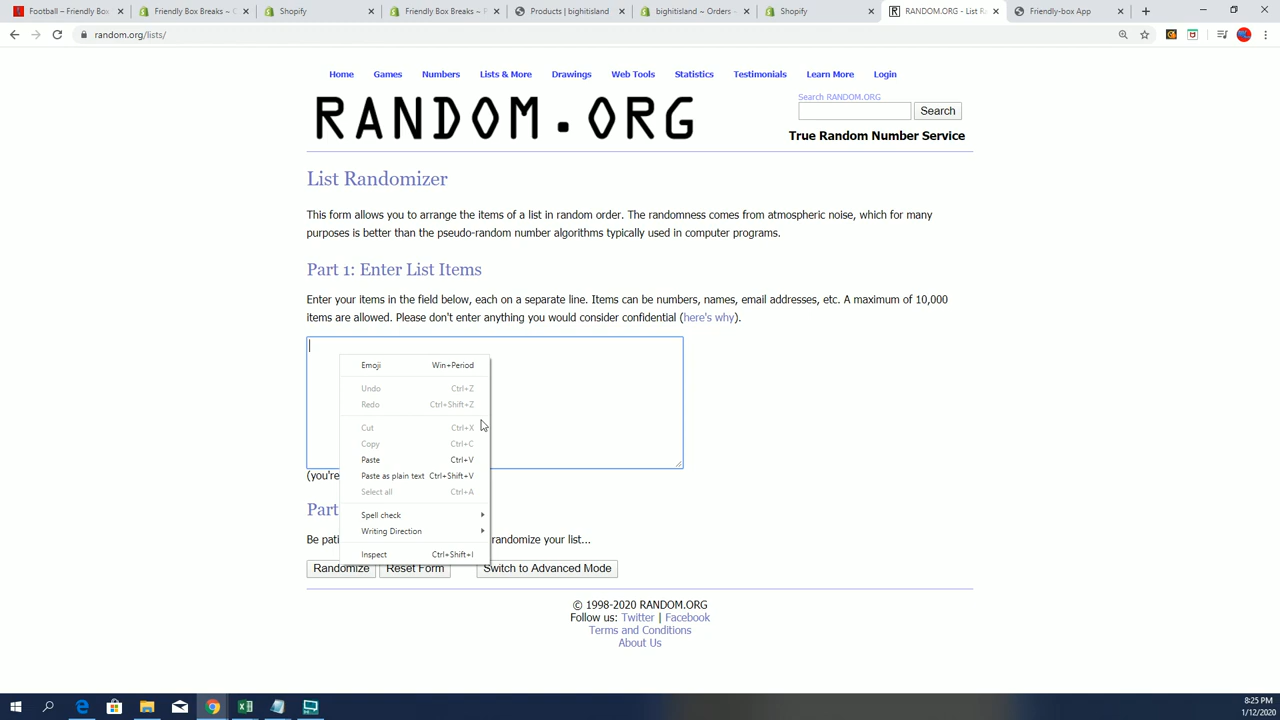 Football – Friendly Box
Friendly Box Breaks ~ C
Shopify
Friendly Box Breaks ~ P
Products | bighitisland
bighitisland ~ Orders ~
Shopify
RANDOM.ORG - List R
Friendly-box App
random.org/lists/
Home Games Numbers Lists & More Drawings Web Tools Statistics Testimonials Learn More Login
RANDOM.ORG
Search RANDOM.ORG
Search
True Random Number Service
List Randomizer
This form allows you to arrange the items of a list in random order. The randomness comes from atmospheric noise, which for many
purposes is better than the pseudo-random number algorithms typically used in computer programs.
Part 1: Enter List Items
Enter your items in the field below, each on a separate line. Items can be numbers, names, email addresses, etc. A maximum of 10,000
items are allowed. Please don't enter anything you would consider confidential (here's why).
Emoji Win+Period
Undo Ctrl+Z
Redo Ctrl+Shift+Z
Cut Ctrl+X
Copy Ctrl+C
Paste Ctrl+V
Paste as plain text Ctrl+Shift+V
Select all Ctrl+A
Spell check
Writing Direction
Inspect Ctrl+Shift+I
(you're
Part
Be pati randomize your list...
Randomize Reset Form Switch to Advanced Mode
© 1998-2020 RANDOM.ORG
Follow us: Twitter | Facebook
Terms and Conditions
About Us
8:25 PM
1/12/2020